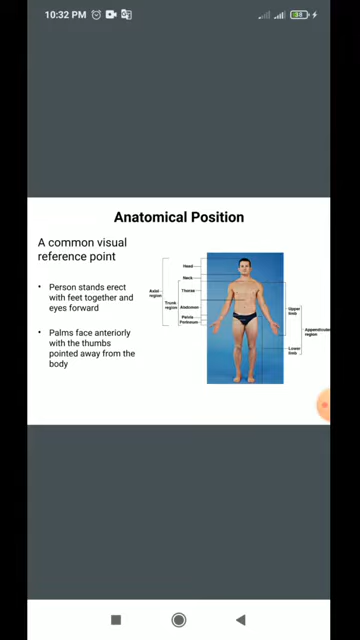 10:32 PM
38
Anatomical Position
A common visual
reference point
• Person stands erect
with feet together and
eyes forward
• Palms face anteriorly
with the thumbs
pointed away from the
body
Head
Neck
Axial
region
Thorax
Trunk
region
Abdomen
Pelvis
Perineum
Upper
limb
Appendicular
region
Lower
limb